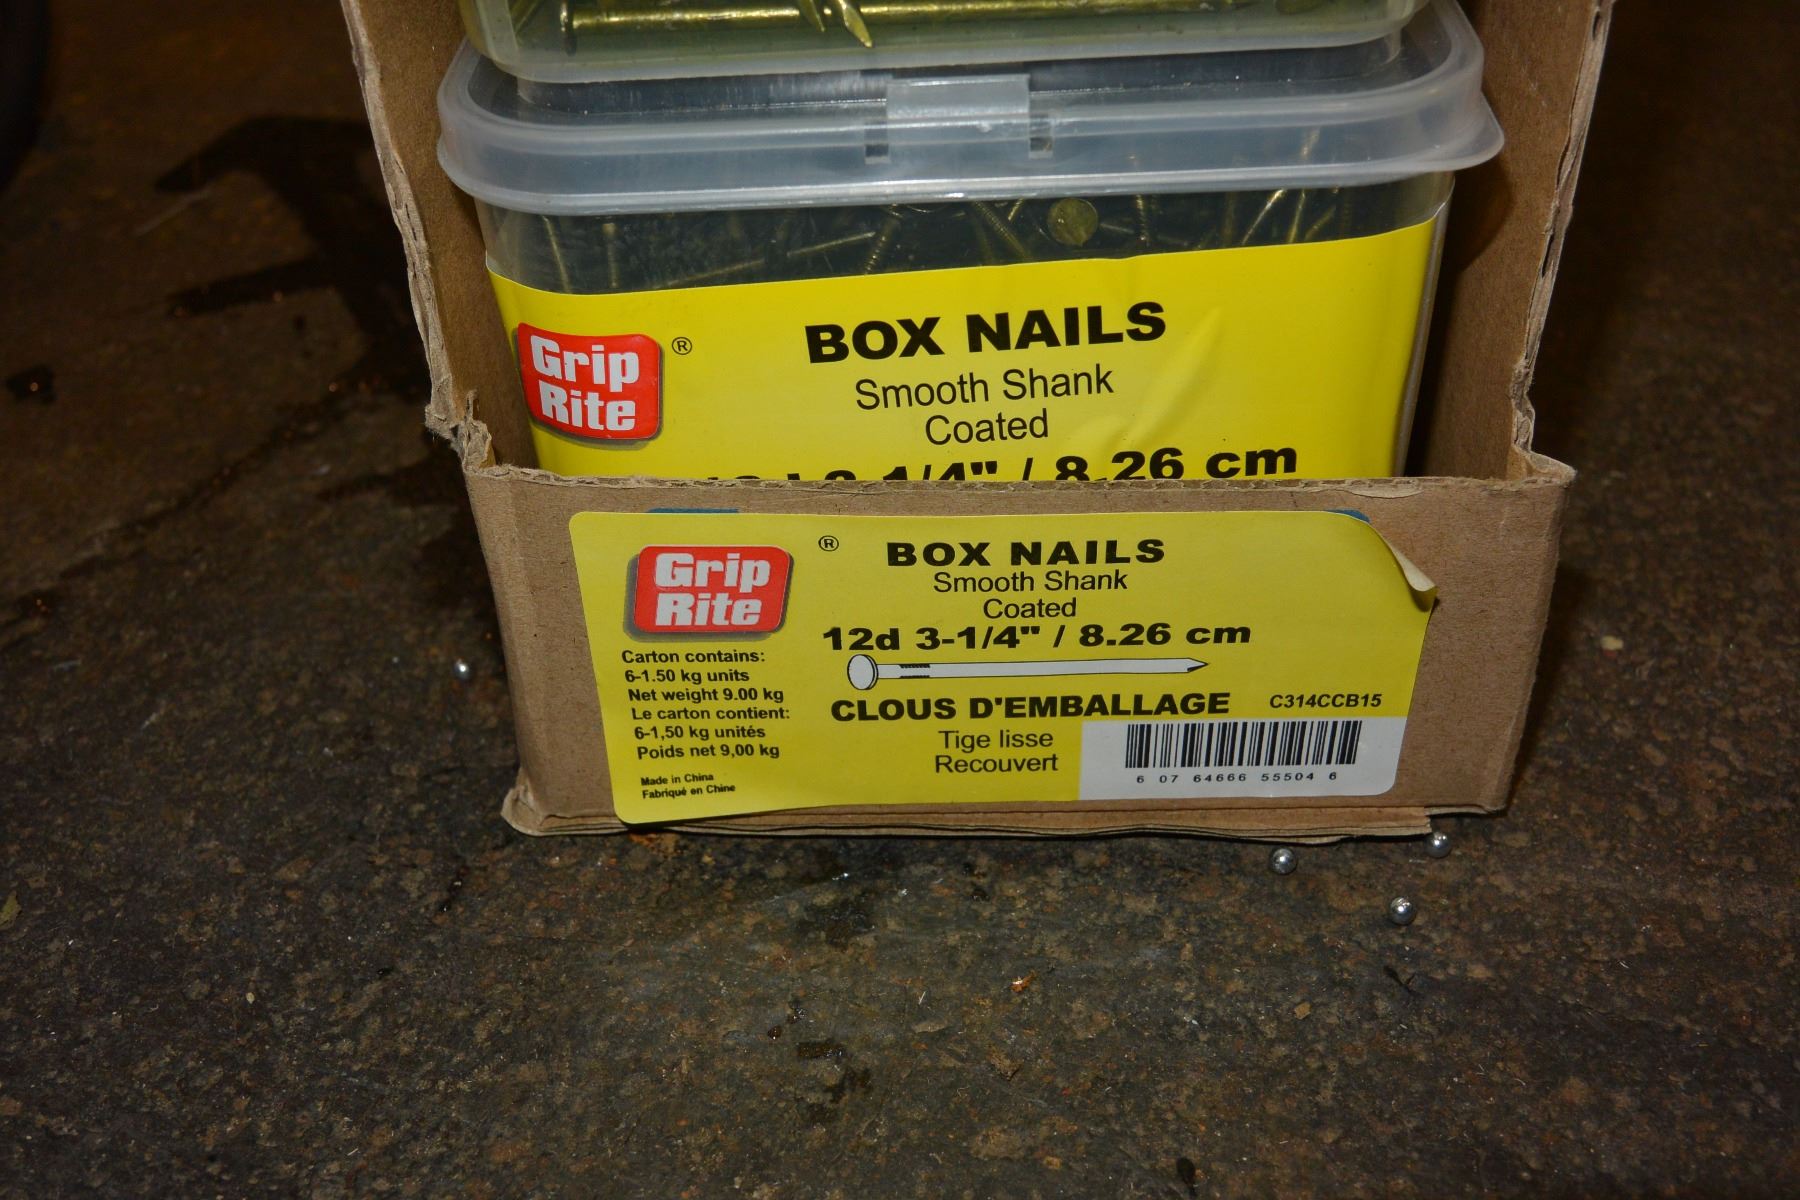 Grip
Rite
®
BOX NAILS
Smooth Shank
Coated
3-1/4" / 8.26 cm
Grip
Rite
®
BOX NAILS
Smooth Shank
Coated
12d 3-1/4" / 8.26 cm
Carton contains:
6-1.50 kg units
Net weight 9.00 kg
Le carton contient:
6-1,50 kg unités
Poids net 9,00 kg
Made in China
Fabriqué en Chine
CLOUS D'EMBALLAGE
C314CCB15
Tige lisse
Recouvert
6 07 64666 55504 6